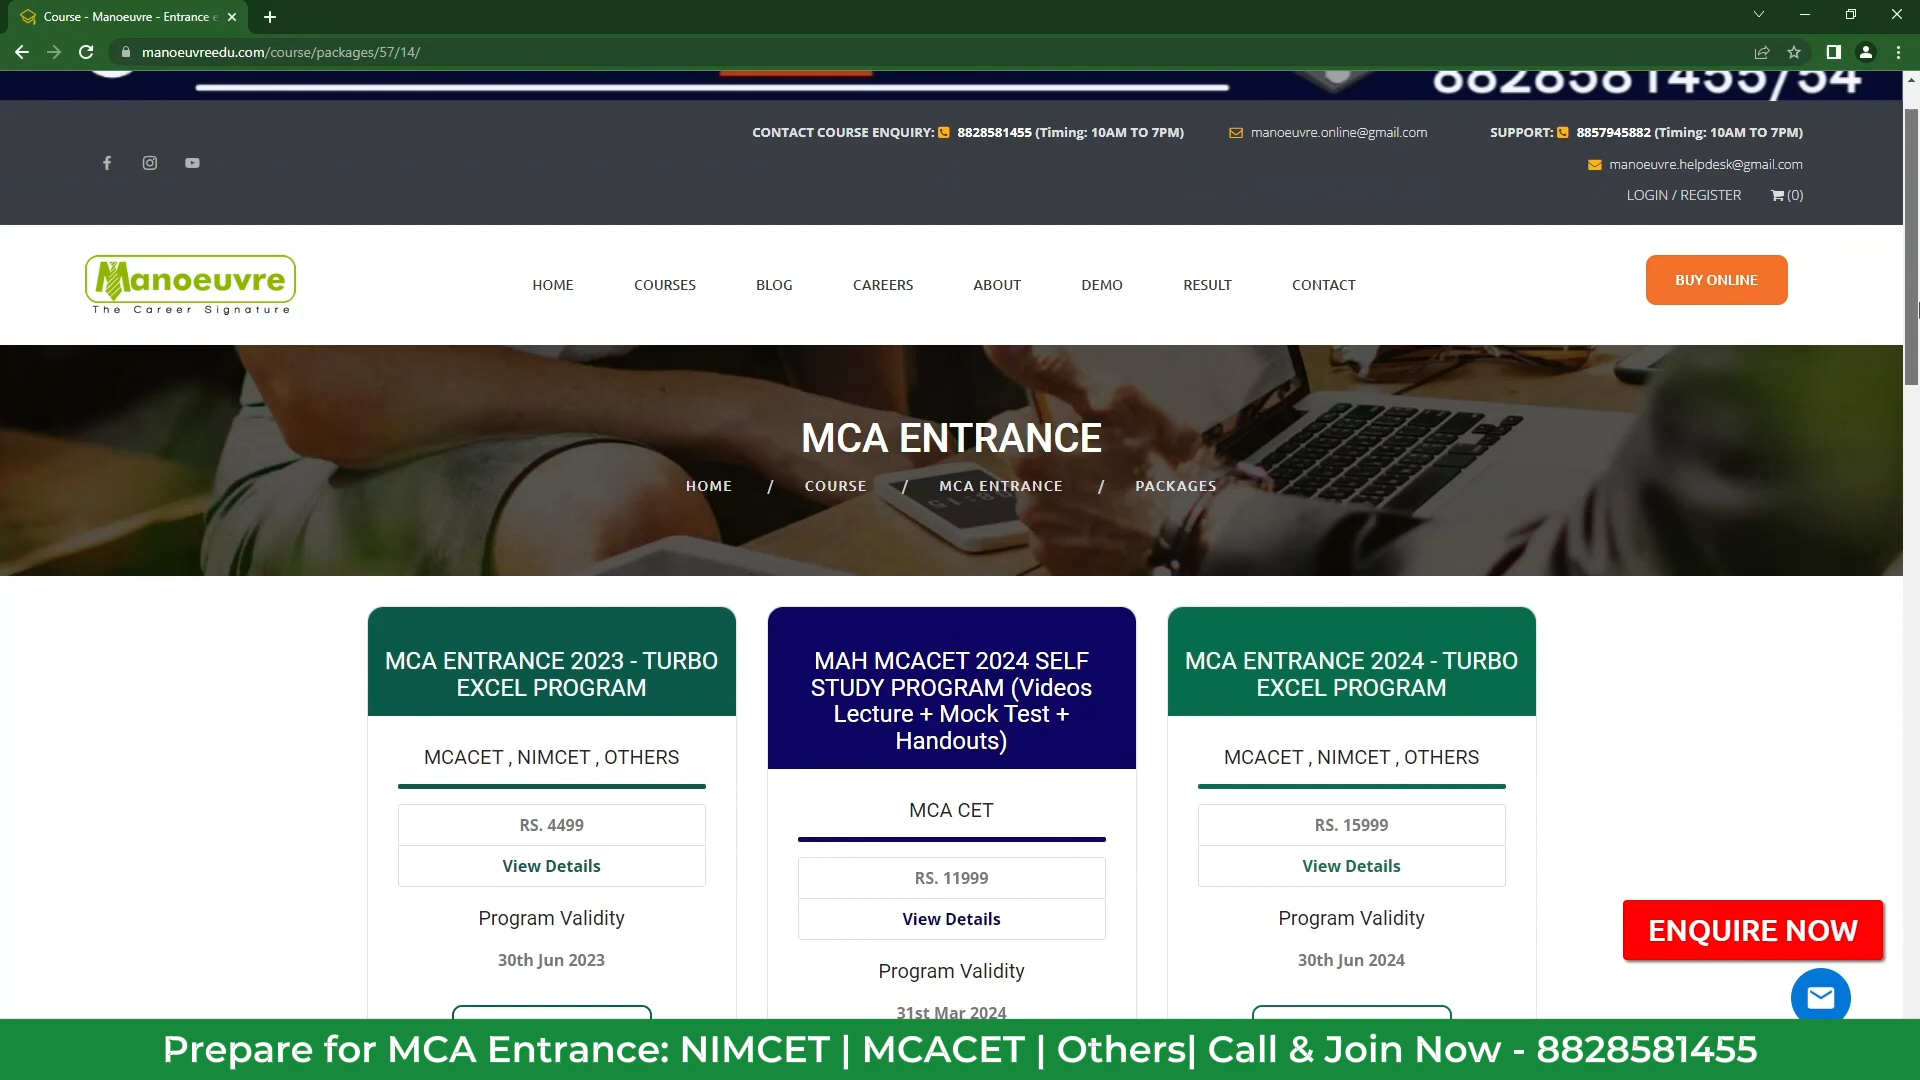 Course - Manoeuvre - Entrance e
manoeuvreedu.com/course/packages/57/14/
8828581455/54
CONTACT COURSE ENQUIRY: 8828581455 (Timing: 10AM TO 7PM)
manoeuvre.online@gmail.com
SUPPORT: 8857945882 (Timing: 10AM TO 7PM)
manoeuvre.helpdesk@gmail.com
LOGIN / REGISTER (0)
Manoeuvre
The Career Signature
HOME COURSES BLOG CAREERS ABOUT DEMO RESULT CONTACT
BUY ONLINE
MCA ENTRANCE
HOME / COURSE / MCA ENTRANCE / PACKAGES
MCA ENTRANCE 2023 - TURBO
EXCEL PROGRAM
MCACET , NIMCET , OTHERS
RS. 4499
View Details
Program Validity
30th Jun 2023
MAH MCACET 2024 SELF
STUDY PROGRAM (Videos
Lecture + Mock Test +
Handouts)
MCA CET
RS. 11999
View Details
Program Validity
31st Mar 2024
MCA ENTRANCE 2024 - TURBO
EXCEL PROGRAM
MCACET , NIMCET , OTHERS
RS. 15999
View Details
Program Validity
30th Jun 2024
ENQUIRE NOW
Prepare for MCA Entrance: NIMCET | MCACET | Others| Call & Join Now - 8828581455